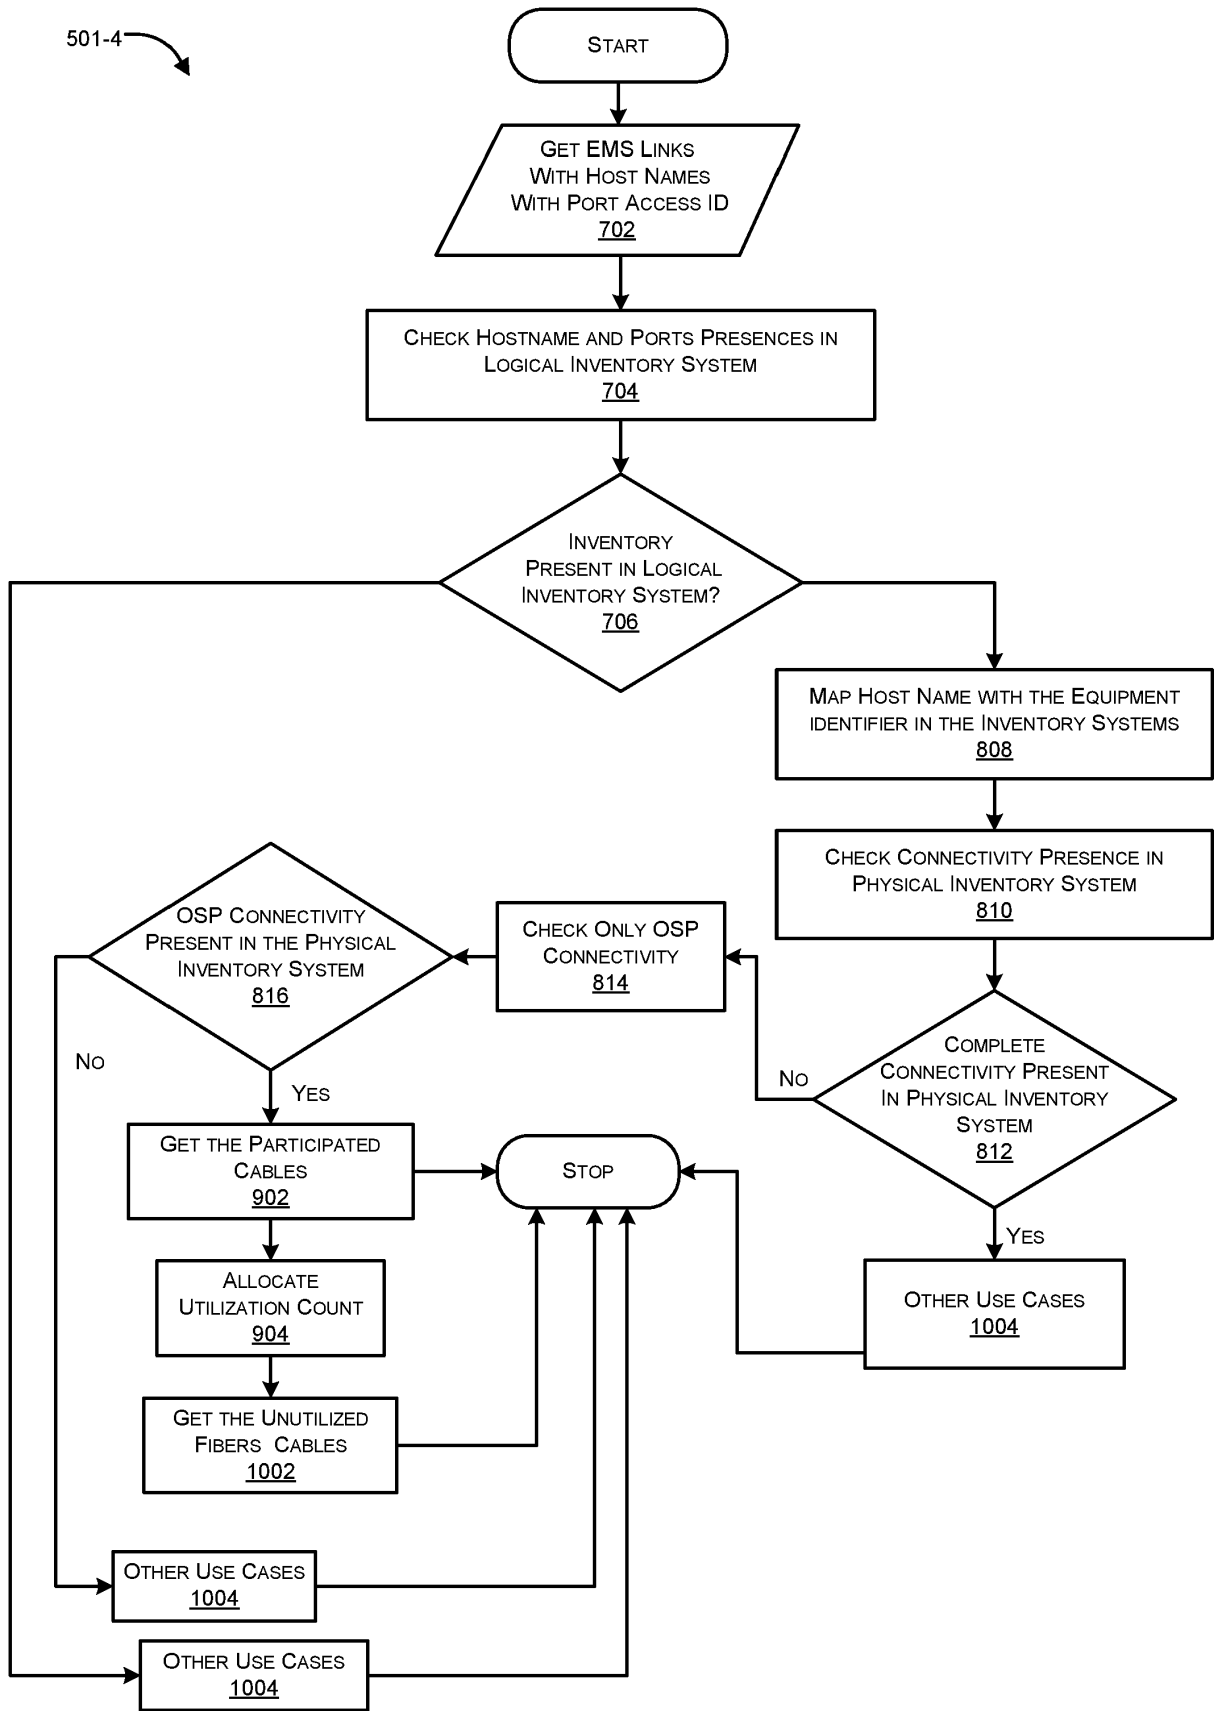 501-4
START
GET EMS LINKS
WITH HOST NAMES
WITH PORT ACCESS ID
702
CHECK HOSTNAME AND PORTS PRESENCES IN
LOGICAL INVENTORY SYSTEM
704
INVENTORY
PRESENT IN LOGICAL
INVENTORY SYSTEM?
706
MAP HOST NAME WITH THE EQUIPMENT
IDENTIFIER IN THE INVENTORY SYSTEMS
808
CHECK CONNECTIVITY PRESENCE IN
PHYSICAL INVENTORY SYSTEM
810
COMPLETE
CONNECTIVITY PRESENT
IN PHYSICAL INVENTORY
SYSTEM
812
NO
YES
CHECK ONLY OSP
CONNECTIVITY
814
OSP CONNECTIVITY
PRESENT IN THE PHYSICAL
INVENTORY SYSTEM
816
NO
YES
GET THE PARTICIPATED
CABLES
902
STOP
ALLOCATE
UTILIZATION COUNT
904
OTHER USE CASES
1004
GET THE UNUTILIZED
FIBERS CABLES
1002
OTHER USE CASES
1004
OTHER USE CASES
1004